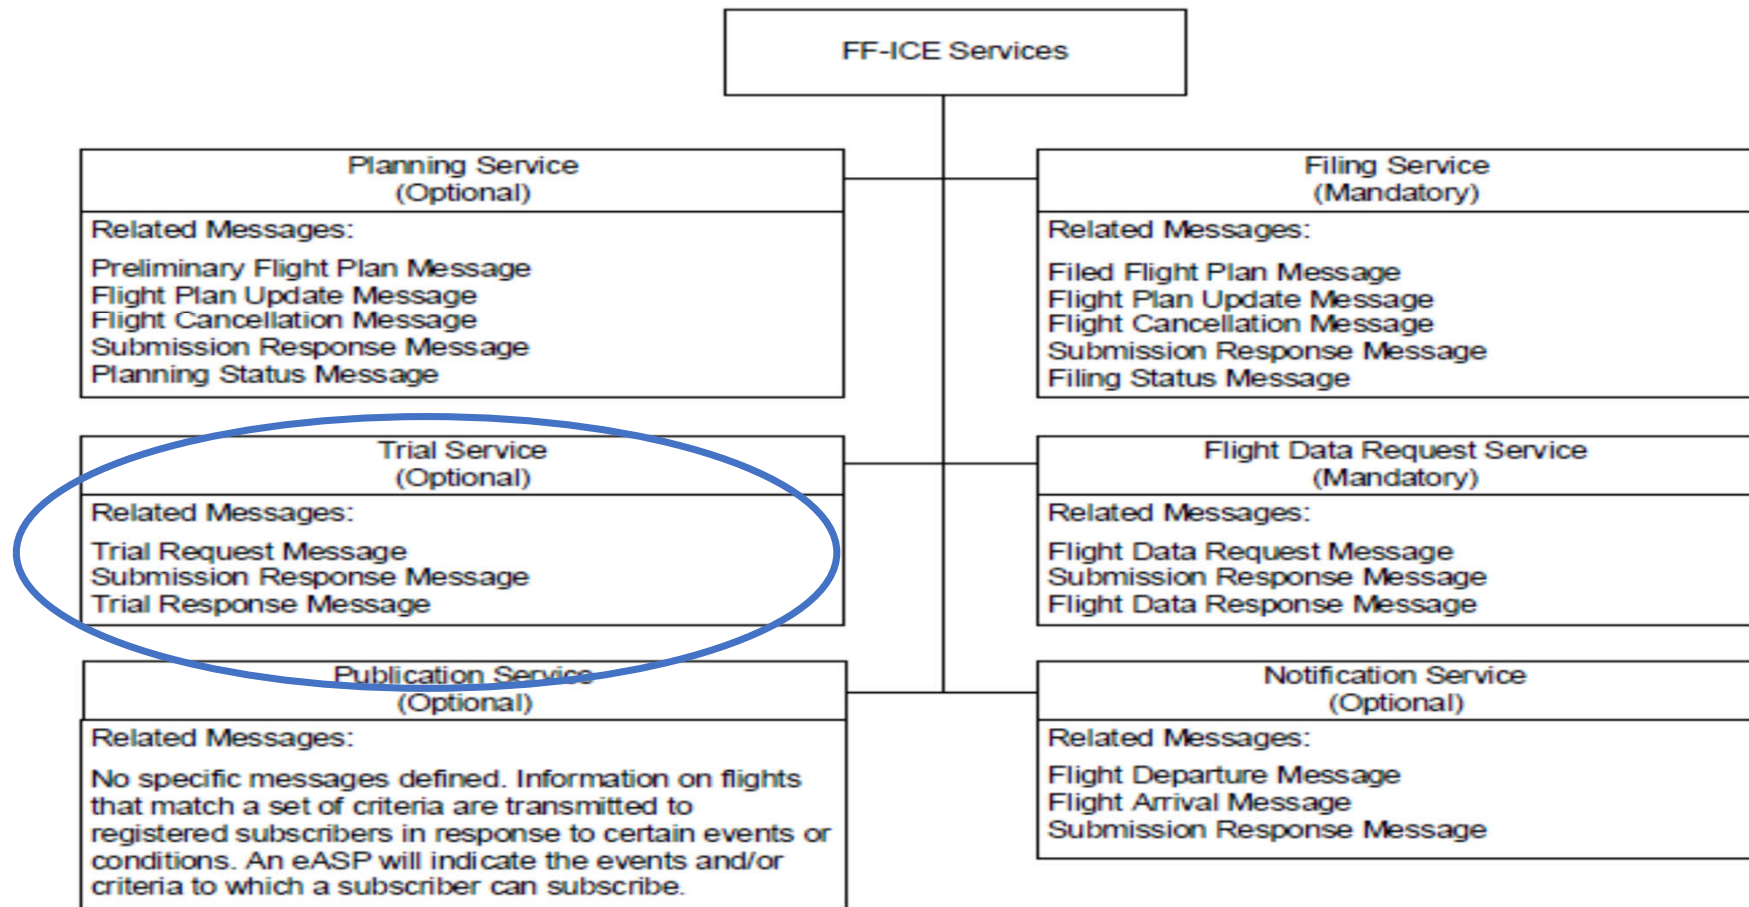 FF-ICE Services
Planning Service
(Optional)
Related Messages:
Preliminary Flight Plan Message
Flight Plan Update Message
Flight Cancellation Message
Submission Response Message
Planning Status Message
Filing Service
(Mandatory)
Related Messages:
Filed Flight Plan Message
Flight Plan Update Message
Flight Cancellation Message
Submission Response Message
Filing Status Message
Trial Service
(Optional)
Related Messages:
Trial Request Message
Submission Response Message
Trial Response Message
Flight Data Request Service
(Mandatory)
Related Messages:
Flight Data Request Message
Submission Response Message
Flight Data Response Message
Publication Service
(Optional)
Related Messages:
No specific messages defined. Information on flights
that match a set of criteria are transmitted to
registered subscribers in response to certain events or
conditions. An eASP will indicate the events and/or
criteria to which a subscriber can subscribe.
Notification Service
(Optional)
Related Messages:
Flight Departure Message
Flight Arrival Message
Submission Response Message